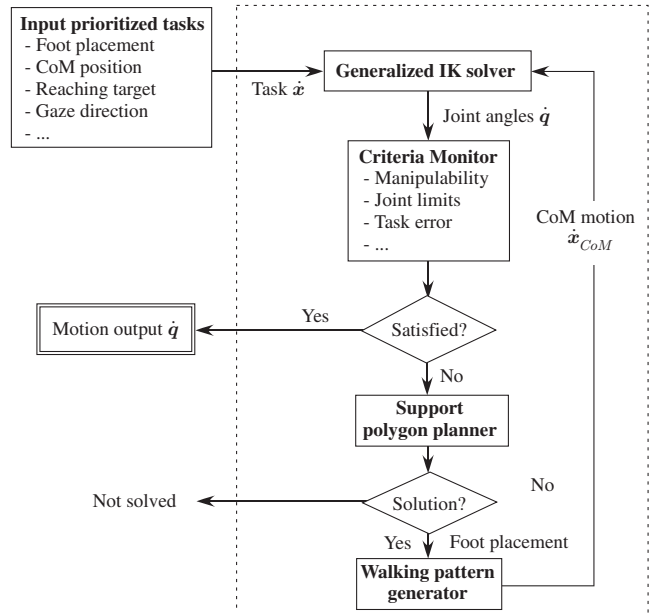 Input prioritized tasks
- Foot placement
- CoM position
- Reaching target
- Gaze direction
- ...
Task ẋ
Generalized IK solver
Joint angles q̇
Criteria Monitor
- Manipulability
- Joint limits
- Task error
- ...
CoM motion
ẋ_CoM
Satisfied?
Yes
Motion output q̇
No
Support
polygon planner
Solution?
Not solved
No
Yes
Foot placement
Walking pattern
generator